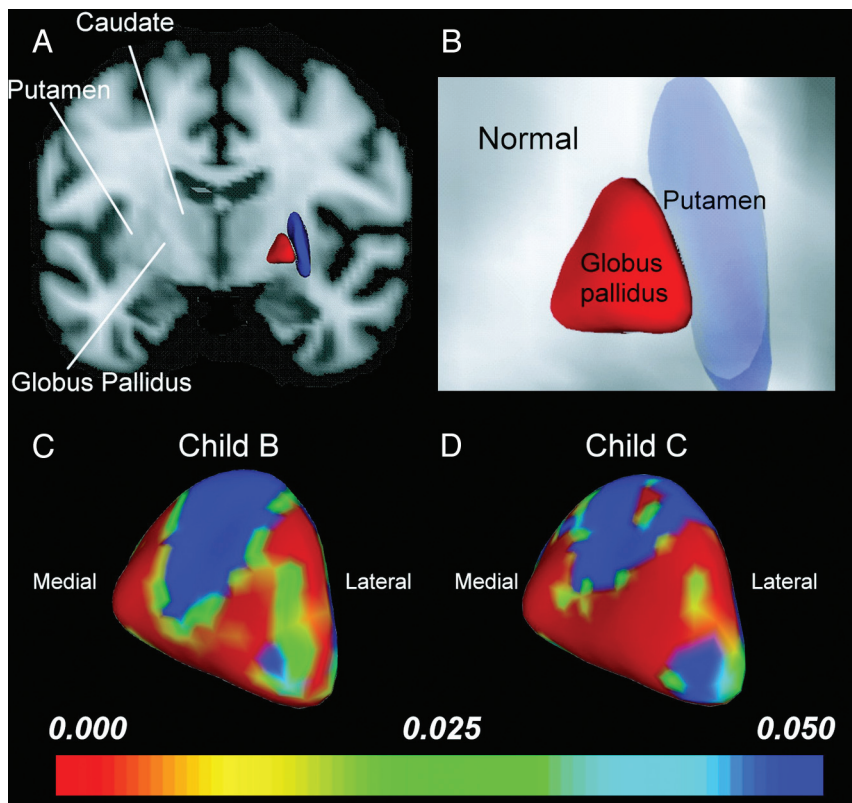 A
Caudate
Putamen
Globus Pallidus
B
Normal
Putamen
Globus
pallidus
C
Child B
Medial
Lateral
D
Child C
Medial
Lateral
0.000
0.025
0.050